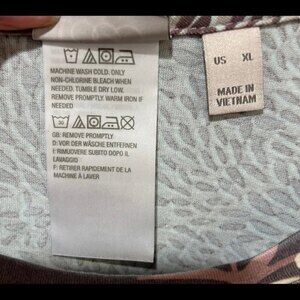 MACHINE WASH COLD. ONLY
NON-CHLORINE BLEACH WHEN
NEEDED. TUMBLE DRY LOW.
REMOVE PROMPTLY. WARM IRON IF
NEEDED.
30
GB: REMOVE PROMPTLY
D: VOR DER WÄSCHE ENTFERNEN
I: RIMUOVERE SUBITO DOPO IL
LAVAGGIO
F: RETIRER RAPIDEMENT DE LA
MACHINE À LAVER
US XL
MADE IN
VIETNAM